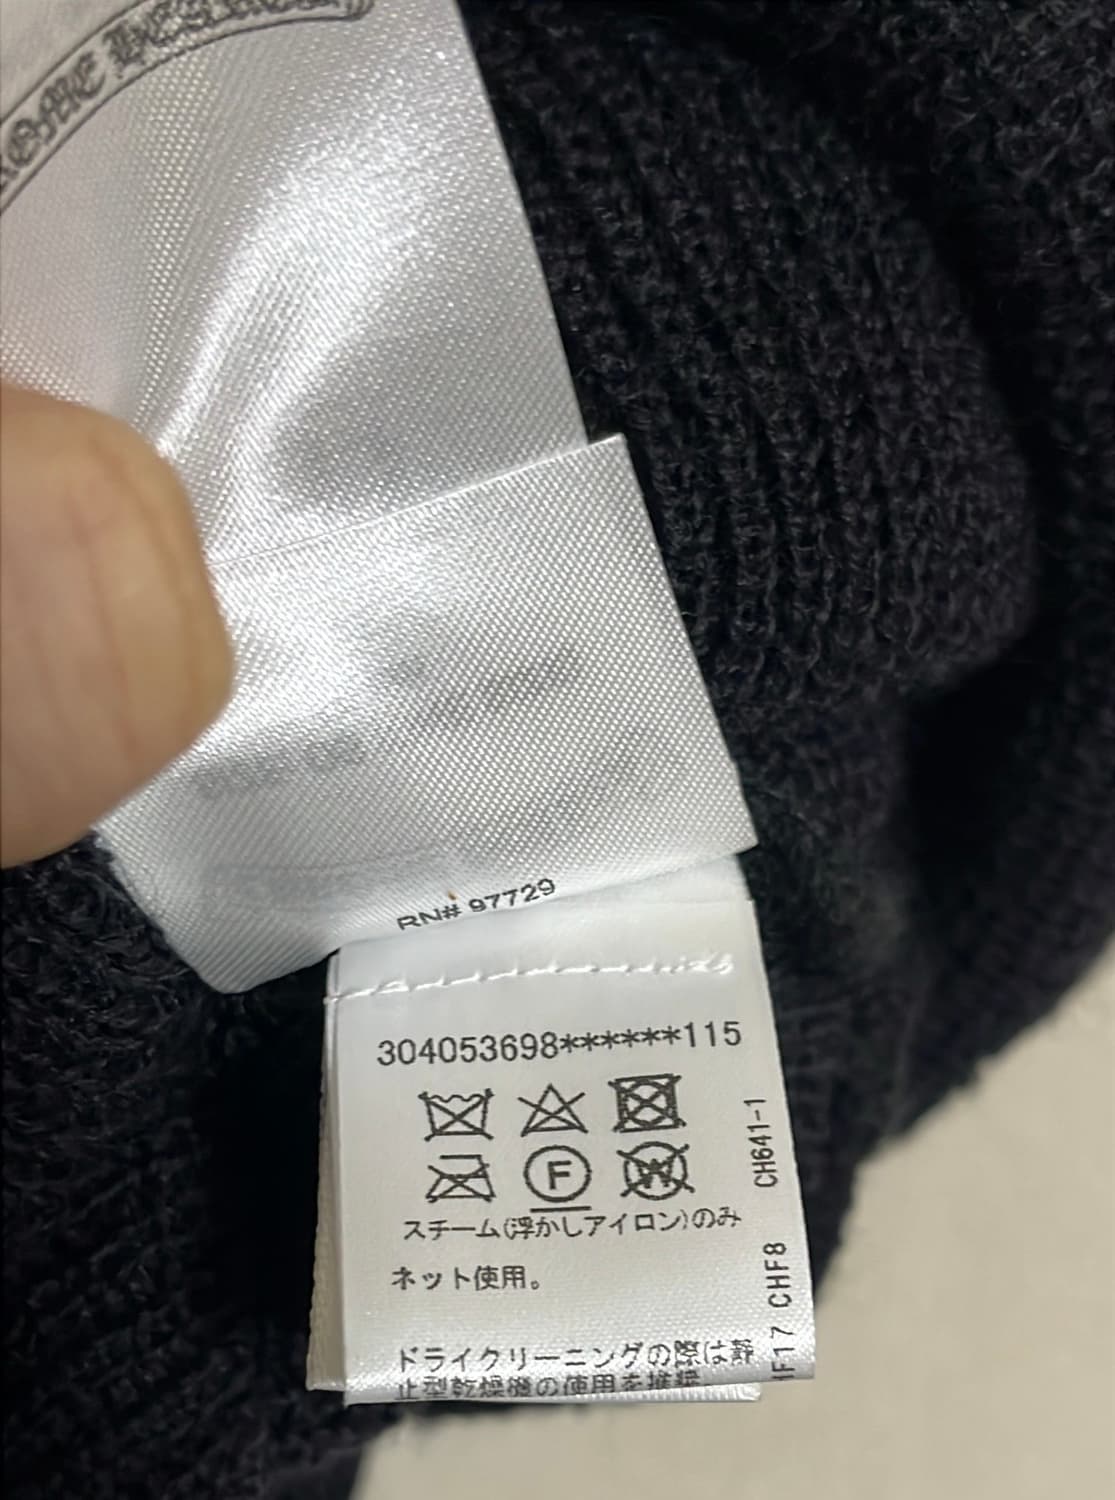 RN# 97729
304053698******115
F
W
スチーム(浮かしアイロン)のみ
ネット使用。
ドライクリーニングの際は静
止型乾燥機の使用を推奨
CH641-1
CHF8